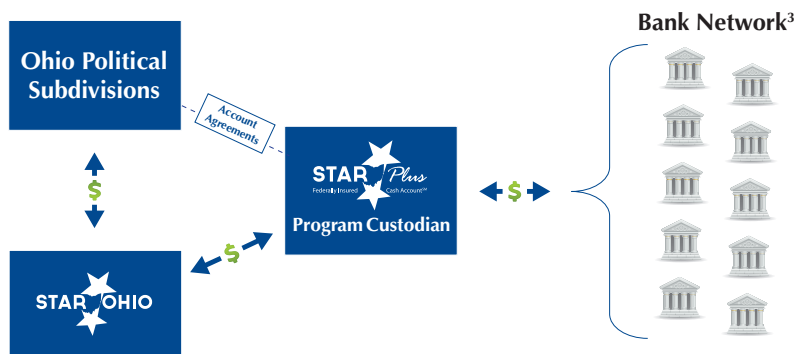 Ohio Political
Subdivisions
Account
Agreements
Bank Network³
STAR Plus
Federally Insured Cash Account℠
Program Custodian
$
$
$
STAR OHIO